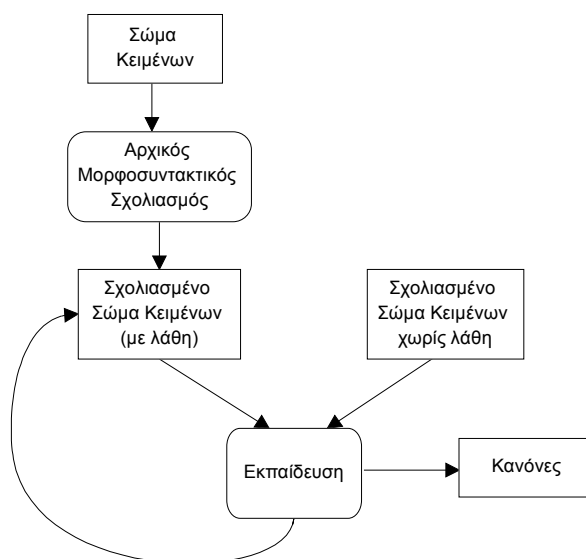 Σώμα
Κειμένων
Αρχικός
Μορφοσυντακτικός
Σχολιασμός
Σχολιασμένο
Σώμα Κειμένων
(με λάθη)
Σχολιασμένο
Σώμα Κειμένων
χωρίς λάθη
Εκπαίδευση
Κανόνες